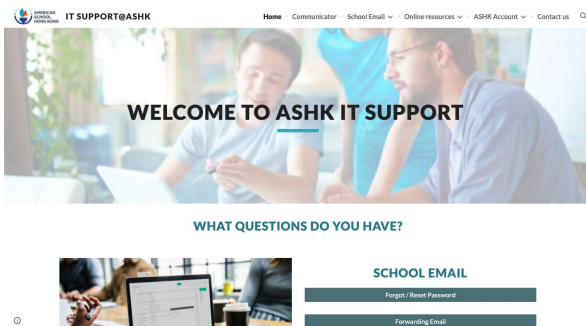 AMERICAN
SCHOOL
HONG KONG
IT SUPPORT@ASHK
Home Communicator School Email Online resources ASHK Account Contact us
WELCOME TO ASHK IT SUPPORT
WHAT QUESTIONS DO YOU HAVE?
SCHOOL EMAIL
Forgot / Reset Password
Forwarding Email